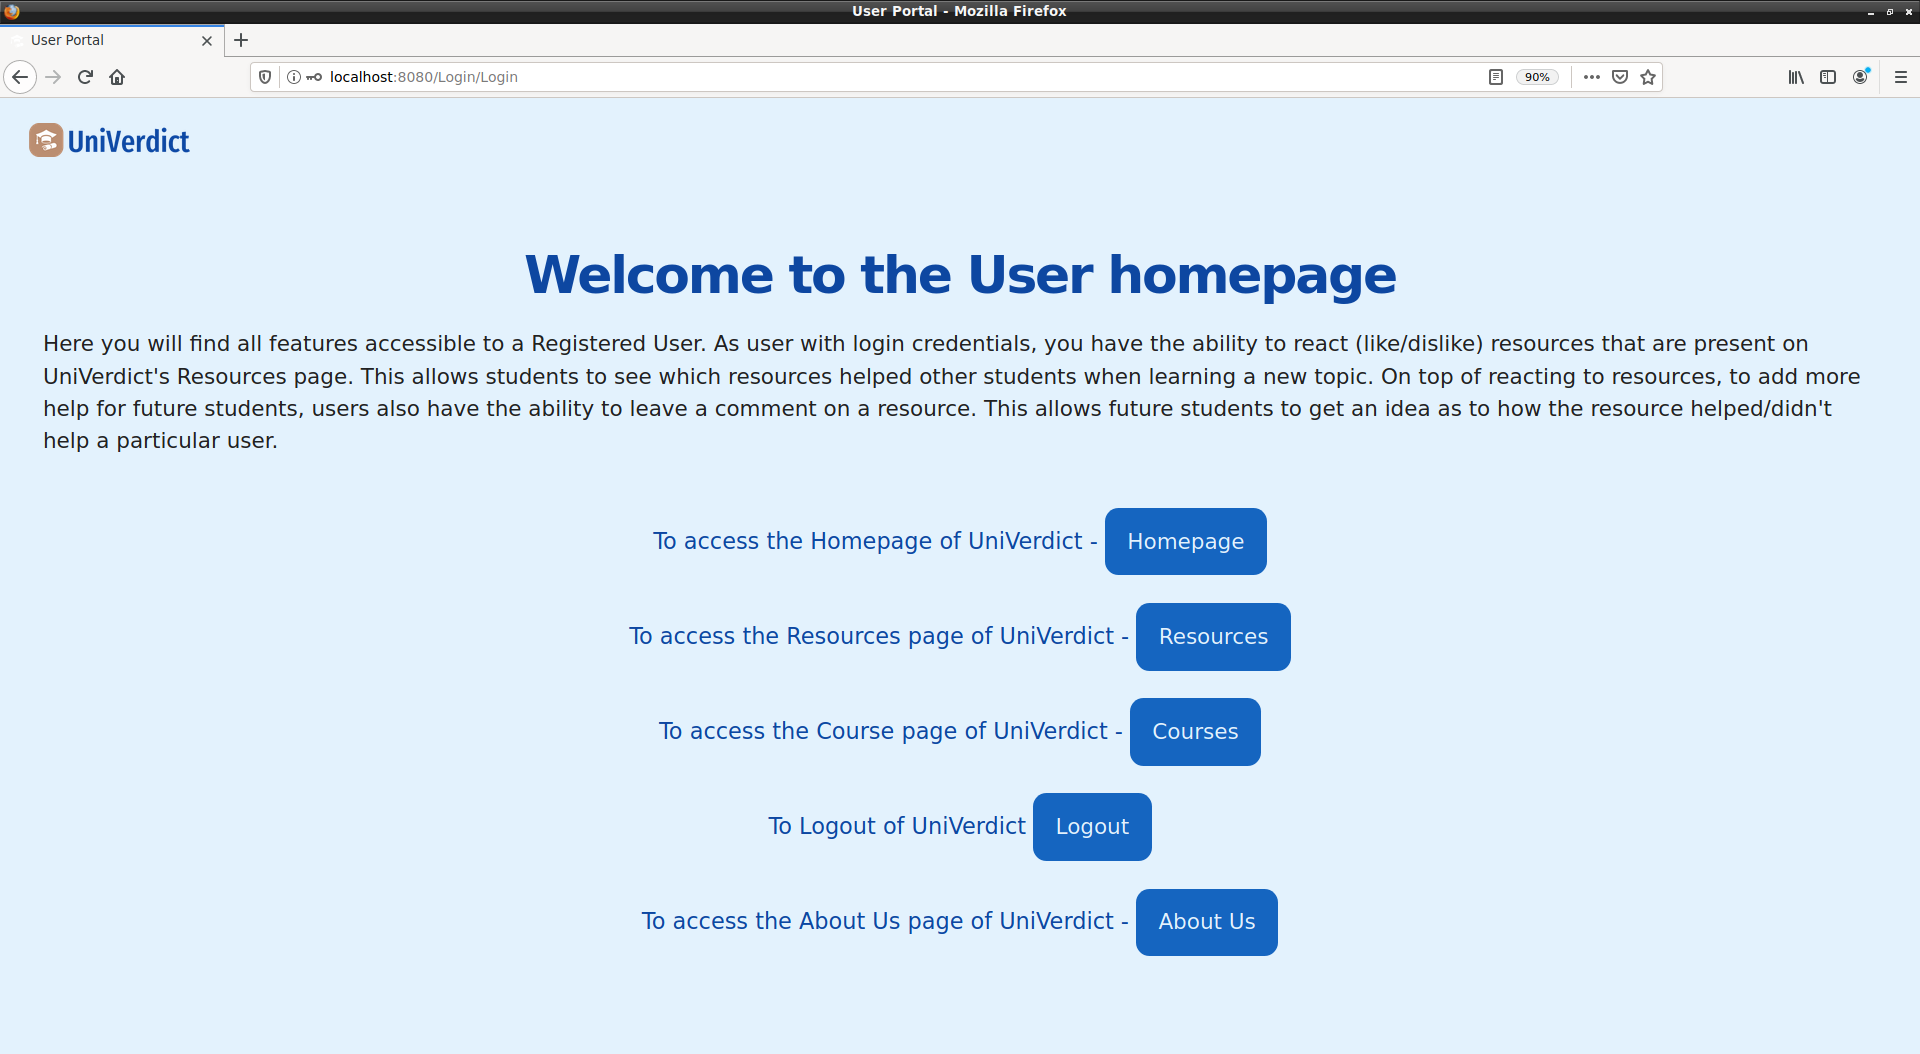 User Portal - Mozilla Firefox
User Portal
localhost:8080/Login/Login
90%
UniVerdict
Welcome to the User homepage
Here you will find all features accessible to a Registered User. As user with login credentials, you have the ability to react (like/dislike) resources that are present on
UniVerdict's Resources page. This allows students to see which resources helped other students when learning a new topic. On top of reacting to resources, to add more
help for future students, users also have the ability to leave a comment on a resource. This allows future students to get an idea as to how the resource helped/didn't
help a particular user.
To access the Homepage of UniVerdict - Homepage
To access the Resources page of UniVerdict - Resources
To access the Course page of UniVerdict - Courses
To Logout of UniVerdict Logout
To access the About Us page of UniVerdict - About Us